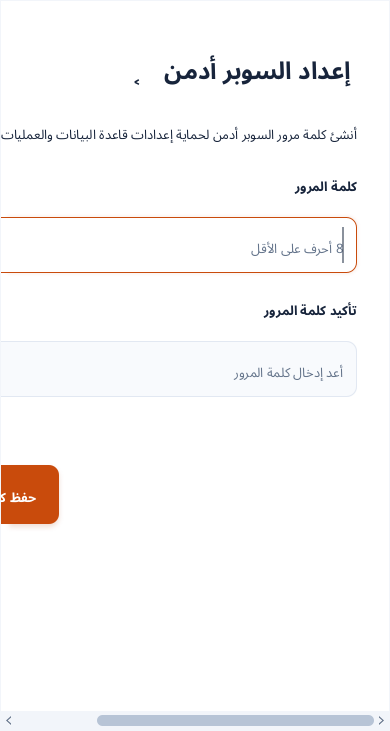 إعداد السوبر أدمن
أنشئ كلمة مرور السوبر أدمن لحماية إعدادات قاعدة البيانات والعمليات
كلمة المرور
8 أحرف على الأقل
تأكيد كلمة المرور
أعد إدخال كلمة المرور
حفظ